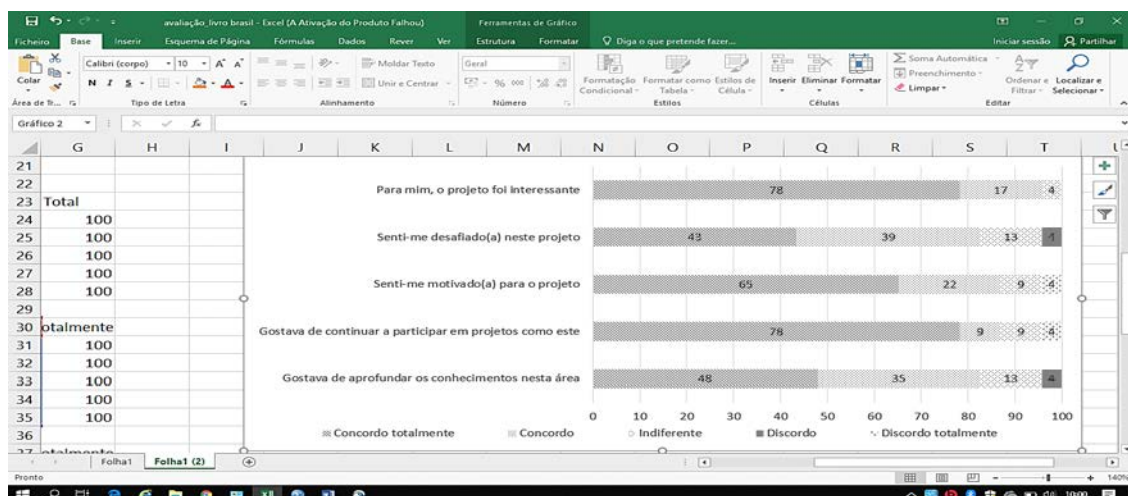 avaliação_livro brasil - Excel (A Ativação do Produto Falhou) Ferramentas de Gráfico
Ficheiro Base Inserir Esquema de Página Fórmulas Dados Rever Ver Estrutura Formatar Diga o que pretende fazer... Iniciar sessão Partilhar
Calibri (corpo) 10 A A Moldar Texto Geral Soma Automática
Preenchimento
Colar N I S A Unir e Centrar % 000 Formatação Formatar como Estilos de Inserir Eliminar Formatar Limpar Ordenar e Localizar e
Condicional Tabela Célula Filtrar Selecionar
Área de Tr... Tipo de Letra Alinhamento Número Estilos Células Editar
Gráfico 2 fx
G H I J K L M N O P Q R S T
21
22 Para mim, o projeto foi interessante 78 17 4
23 Total
24 100
25 100 Senti-me desafiado(a) neste projeto 43 39 13 4
26 100
27 100
28 100 Senti-me motivado(a) para o projeto 65 22 9 4
29
30 otalmente Gostava de continuar a participar em projetos como este 78 9 9 4
31 100
32 100
33 100 Gostava de aprofundar os conhecimentos nesta área 48 35 13 4
34 100
35 100 0 10 20 30 40 50 60 70 80 90 100
36 Concordo totalmente Concordo Indiferente Discordo Discordo totalmente
Folha1 Folha1 (2)
Pronto 140%
10:00